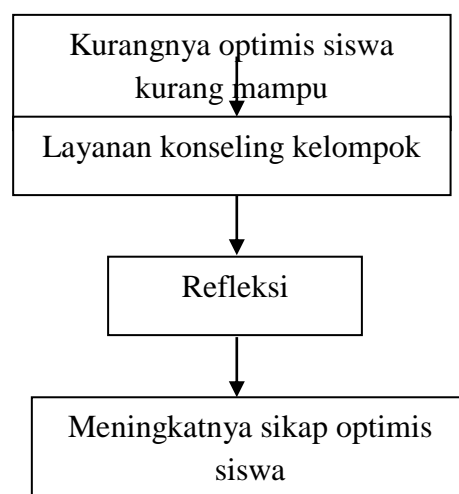 Kurangnya optimis siswa
kurang mampu
Layanan konseling kelompok
Refleksi
Meningkatnya sikap optimis
siswa